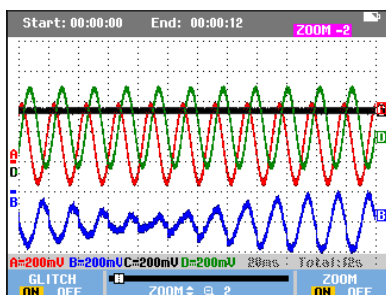 Start: 00:00:00 End: 00:00:12
ZOOM -2
C
A
D
D
B
B
A=200mV B=200mV C=200mV D=200mV 20ms Total:12s
GLITCH ZOOM
ON OFF ZOOM 2 ON OFF